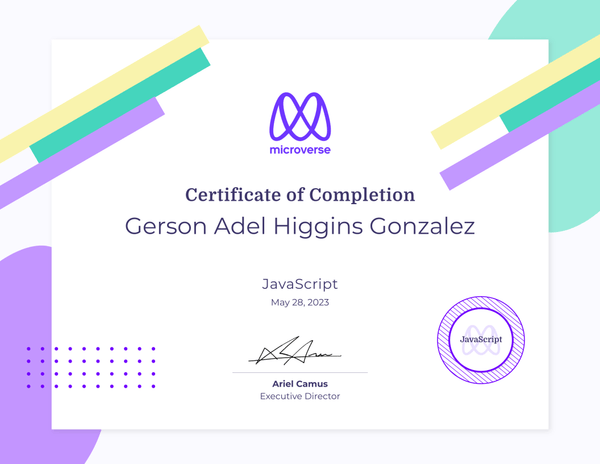 microverse
Certificate of Completion
Gerson Adel Higgins Gonzalez
JavaScript
May 28, 2023
JavaScript
Ariel Camus
Executive Director